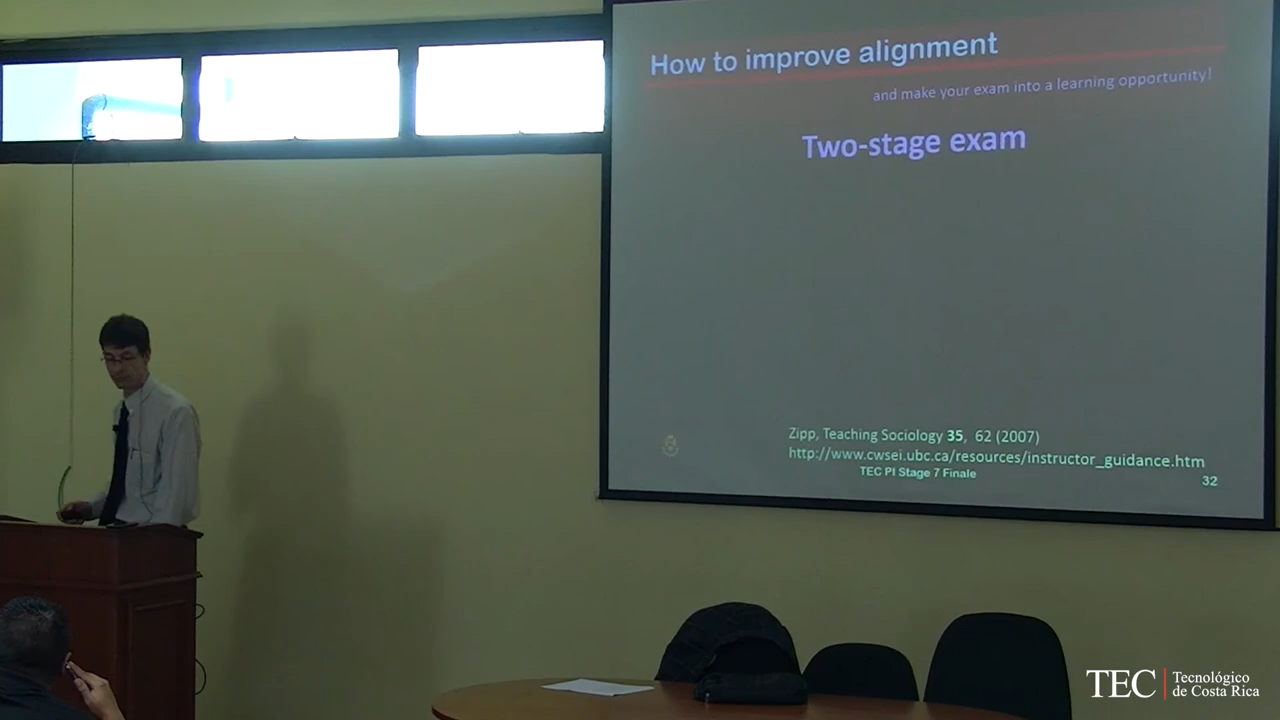 How to improve alignment
and make your exam into a learning opportunity!
Two-stage exam
Zipp, Teaching Sociology 35, 62 (2007)
http://www.cwsei.ubc.ca/resources/instructor_guidance.htm
TEC PI Stage 7 Finale
32
TEC
Tecnológico
de Costa Rica